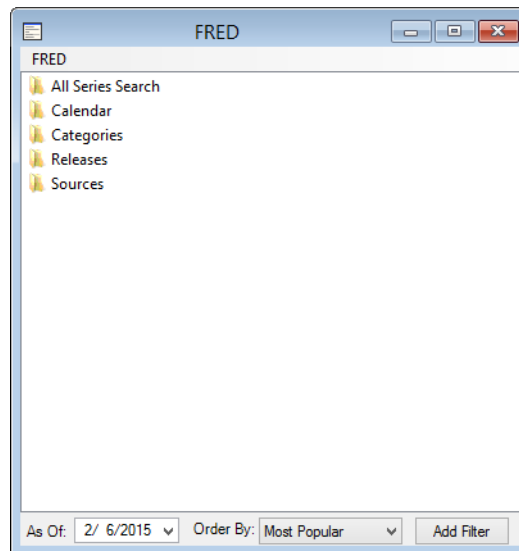 FRED
FRED
All Series Search
Calendar
Categories
Releases
Sources
As Of: 2/ 6/2015 Order By: Most Popular Add Filter